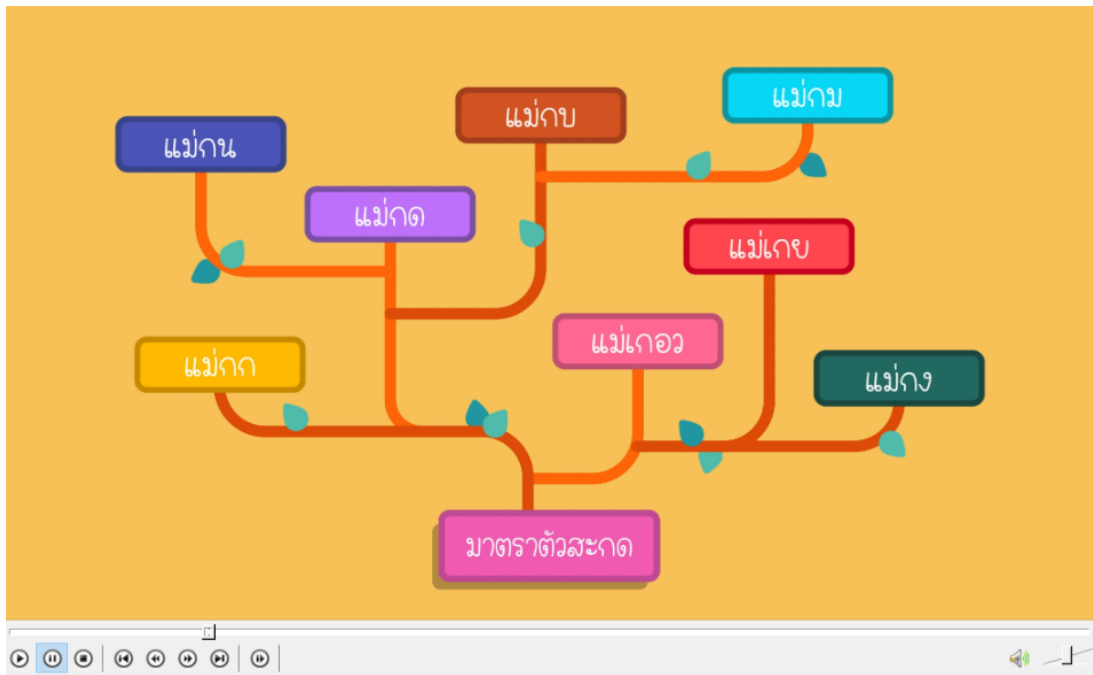 แม่กม
แม่กบ
แม่กน
แม่กด
แม่เกย
แม่เกอว
แม่กก
แม่กง
มาตราตัวสะกด